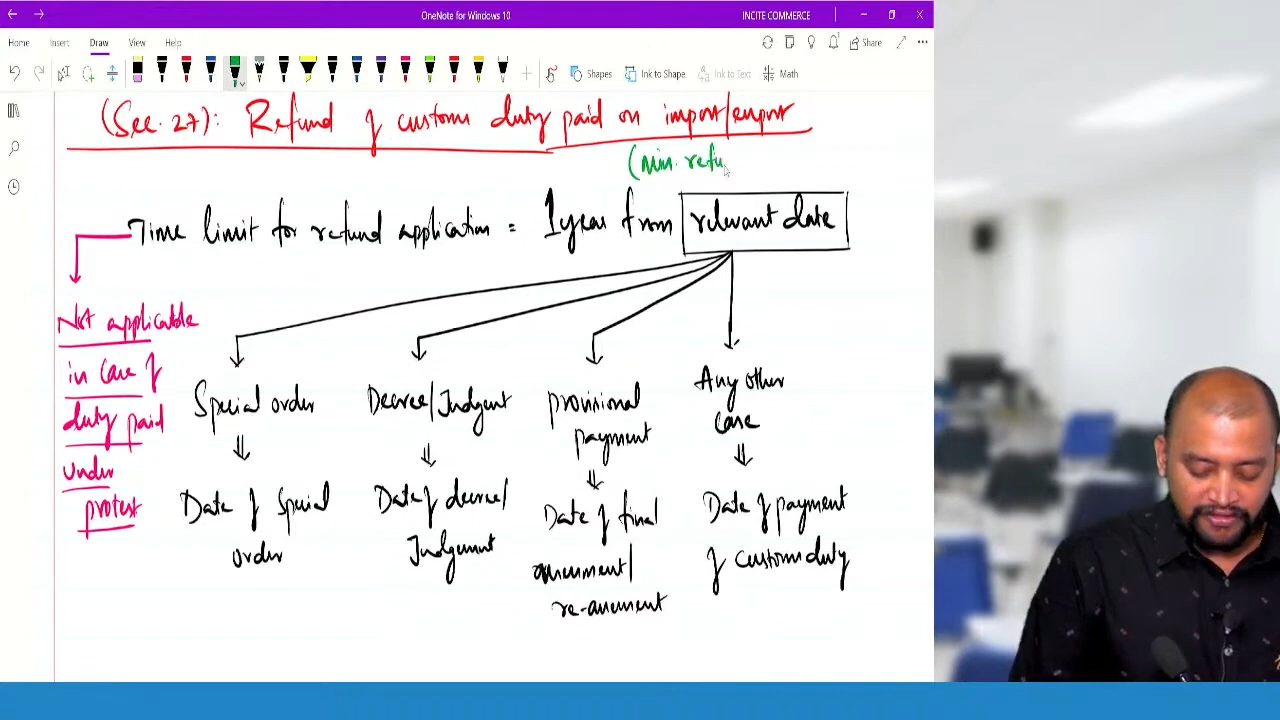 OneNote for Windows 10
INCITE COMMERCE
Home Insert Draw View Help
Share
Shapes Ink to Shape Ink to Text Math
(Sec. 27): Refund of custom duty paid on import/export
(Min. refu
Time limit for refund application = 1 year from relevant date
Not applicable
in case of
duty paid
under
protest
Special order
Decree/Judgent
provisional
payment
Any other
case
Date of Special
order
Date of decree/
Judgement
Date of final
assessment/
re-assessment
Date of payment
of custom duty